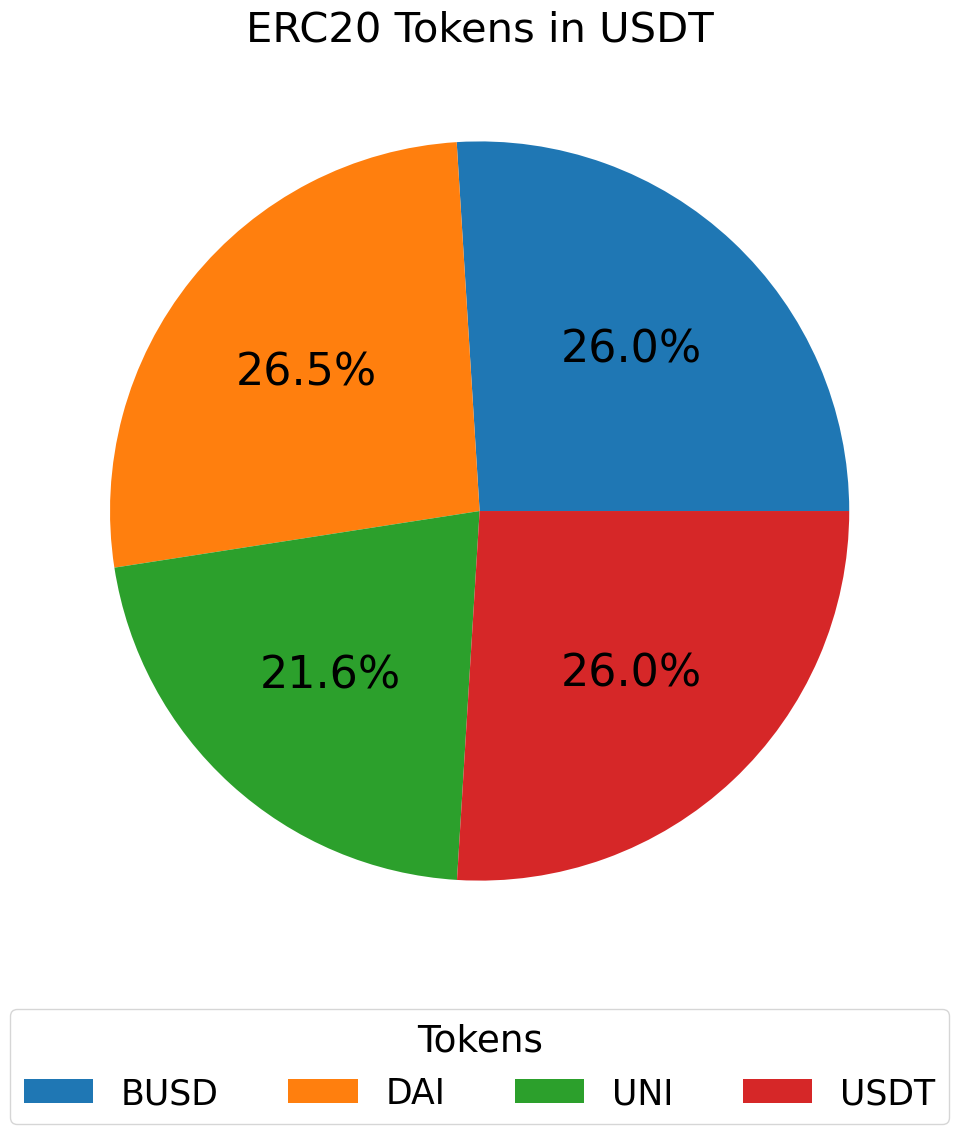 ERC20 Tokens in USDT
26.0%
26.5%
21.6%
26.0%
Tokens
BUSD DAI UNI USDT